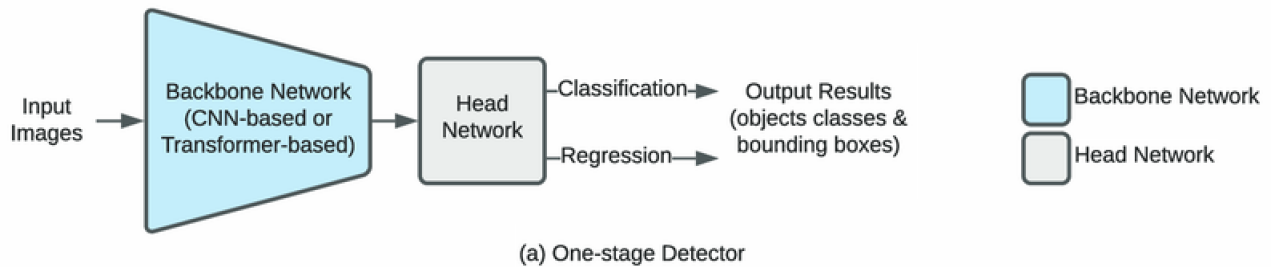 Input
Images
Backbone Network
(CNN-based or
Transformer-based)
Head
Network
Classification
Regression
Output Results
(objects classes &
bounding boxes)
Backbone Network
Head Network
(a) One-stage Detector